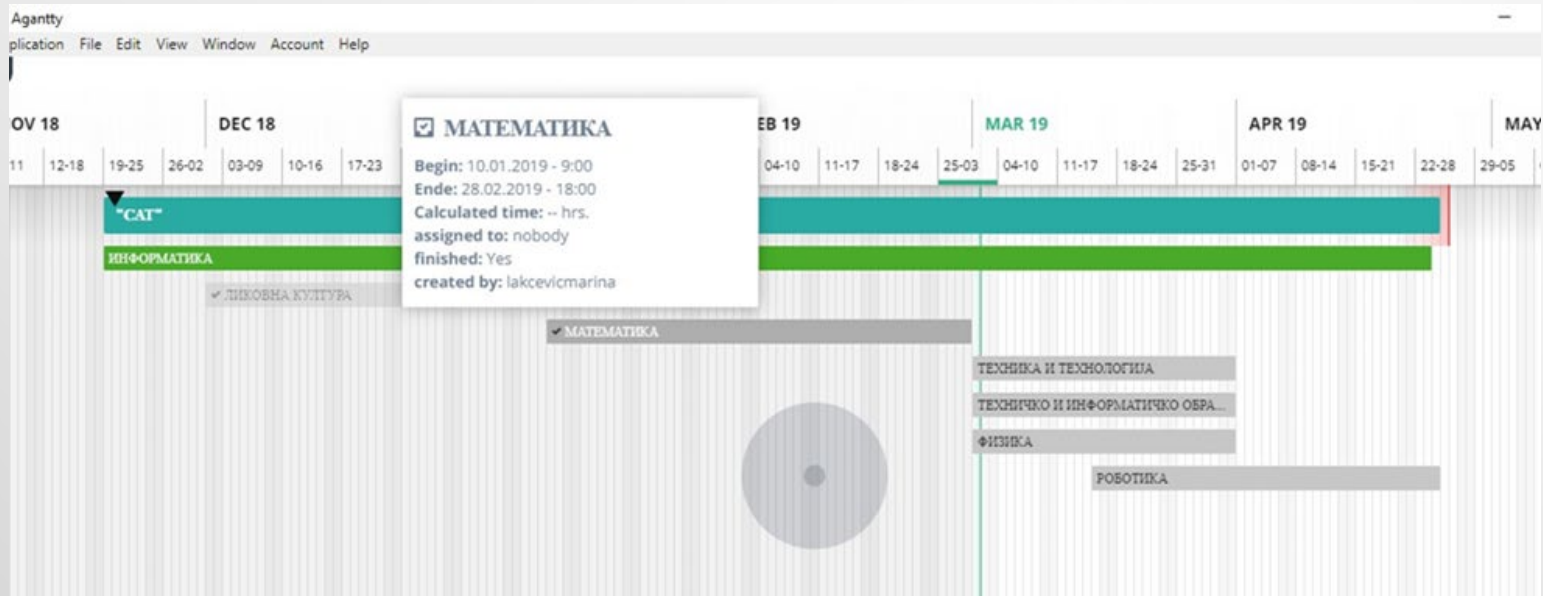 Agantty
plication File Edit View Window Account Help
OV 18 DEC 18 EB 19 MAR 19 APR 19 MAY
11 12-18 19-25 26-02 03-09 10-16 17-23 04-10 11-17 18-24 25-03 04-10 11-17 18-24 25-31 01-07 08-14 15-21 22-28 29-05
МАТЕМАТИКА
Begin: 10.01.2019 - 9:00
Ende: 28.02.2019 - 18:00
Calculated time: -- hrs.
assigned to: nobody
finished: Yes
created by: lakcevicmarina
"САТ"
ИНФОРМАТИКА
ЛИКОВНА КУЛТУРА
МАТЕМАТИКА
ТЕХНИКА И ТЕХНОЛОГИЈА
ТЕХНИЧКО И ИНФОРМАТИЧКО ОБРА...
ФИЗИКА
РОБОТИКА